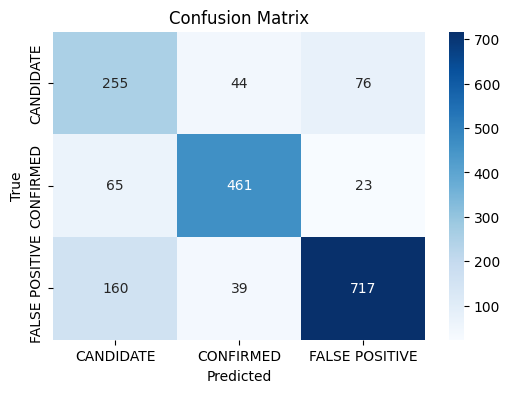 Confusion Matrix
True
CANDIDATE
255 44 76
CONFIRMED
65 461 23
FALSE POSITIVE
160 39 717
CANDIDATE CONFIRMED FALSE POSITIVE
Predicted
700
600
500
400
300
200
100